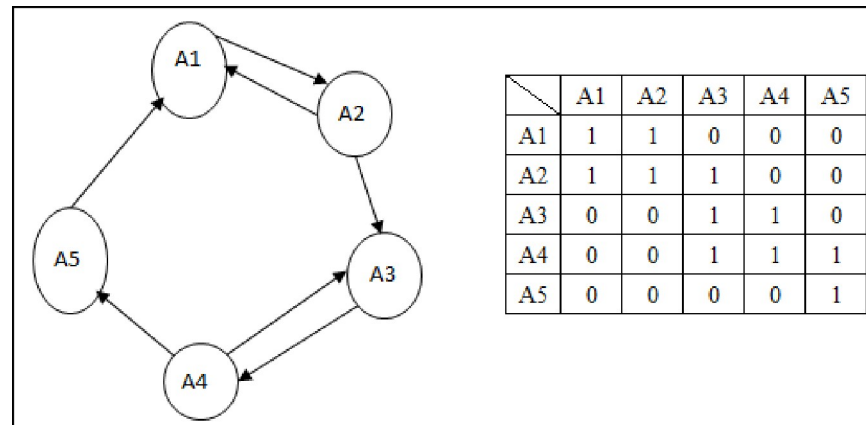 A1
A2
A3
A4
A5
A1 A2 A3 A4 A5
A1 1 1 0 0 0
A2 1 1 1 0 0
A3 0 0 1 1 0
A4 0 0 1 1 1
A5 0 0 0 0 1